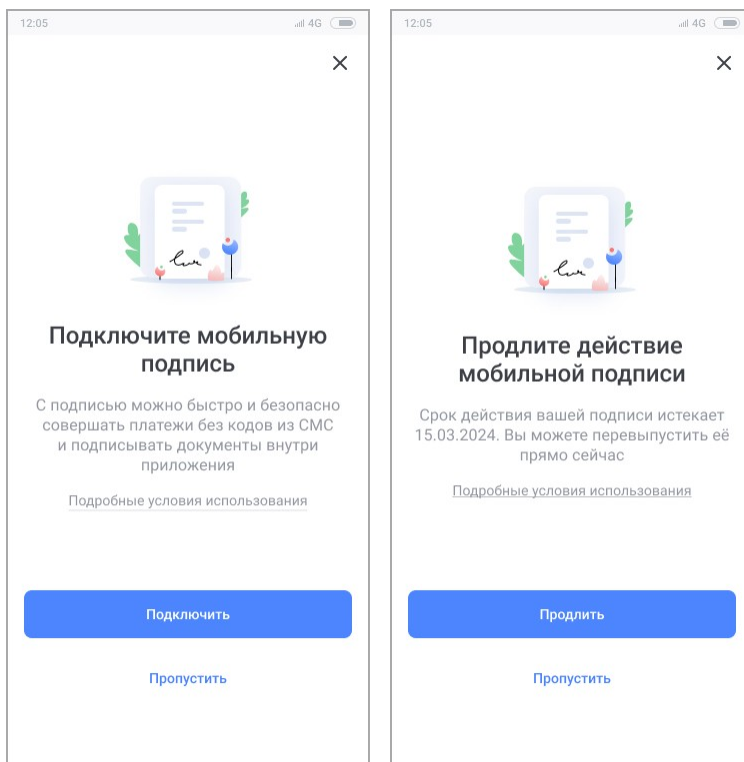 12:05
4G
Подключите мобильную
подпись
С подписью можно быстро и безопасно
совершать платежи без кодов из СМС
и подписывать документы внутри
приложения
Подробные условия использования
Подключить
Пропустить
12:05
4G
Продлите действие
мобильной подписи
Срок действия вашей подписи истекает
15.03.2024. Вы можете перевыпустить её
прямо сейчас
Подробные условия использования
Продлить
Пропустить